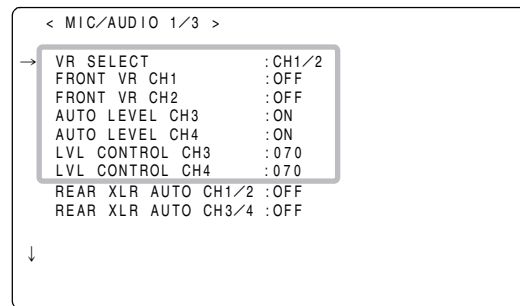 < MIC/AUDIO 1/3 >
→ VR SELECT :CH1/2
FRONT VR CH1 :OFF
FRONT VR CH2 :OFF
AUTO LEVEL CH3 :ON
AUTO LEVEL CH4 :ON
LVL CONTROL CH3 :070
LVL CONTROL CH4 :070
REAR XLR AUTO CH1/2 :OFF
REAR XLR AUTO CH3/4 :OFF
↓